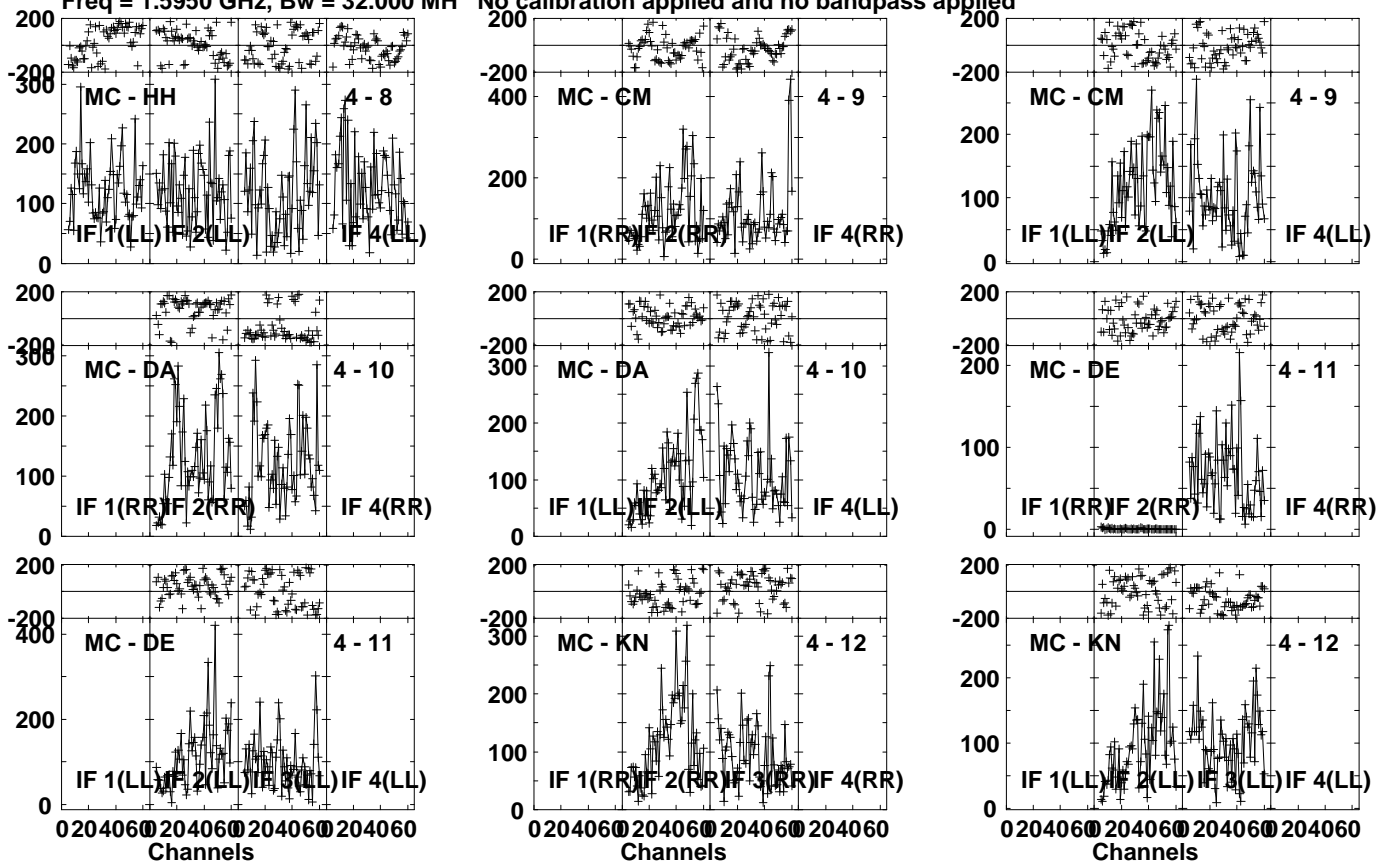 Freq = 1.5950 GHz, Bw = 32.000 MH No calibration applied and no bandpass applied
200
-200
300
200
100
0
MC - HH 4 - 8
IF 1(LL) IF 2(LL) IF 4(LL)
200
-200
400
200
0
MC - CM 4 - 9
IF 1(RR) IF 2(RR) IF 4(RR)
200
-200
200
100
0
MC - CM 4 - 9
IF 1(LL) IF 2(LL) IF 4(LL)
200
-200
300
200
100
0
MC - DA 4 - 10
IF 1(RR) IF 2(RR) IF 4(RR)
200
-200
300
200
100
0
MC - DA 4 - 10
IF 1(LL) IF 2(LL) IF 4(LL)
200
-200
200
100
0
MC - DE 4 - 11
IF 1(RR) IF 2(RR) IF 4(RR)
200
-200
400
200
0
MC - DE 4 - 11
IF 1(LL) IF 2(LL) IF 3(LL) IF 4(LL)
0 20 40 60 0 20 40 60 0 20 40 60 0 20 40 60
Channels
200
-200
300
200
100
0
MC - KN 4 - 12
IF 1(RR) IF 2(RR) IF 3(RR) IF 4(RR)
0 20 40 60 0 20 40 60 0 20 40 60 0 20 40 60
Channels
200
-200
200
100
0
MC - KN 4 - 12
IF 1(LL) IF 2(LL) IF 3(LL) IF 4(LL)
0 20 40 60 0 20 40 60 0 20 40 60 0 20 40 60
Channels